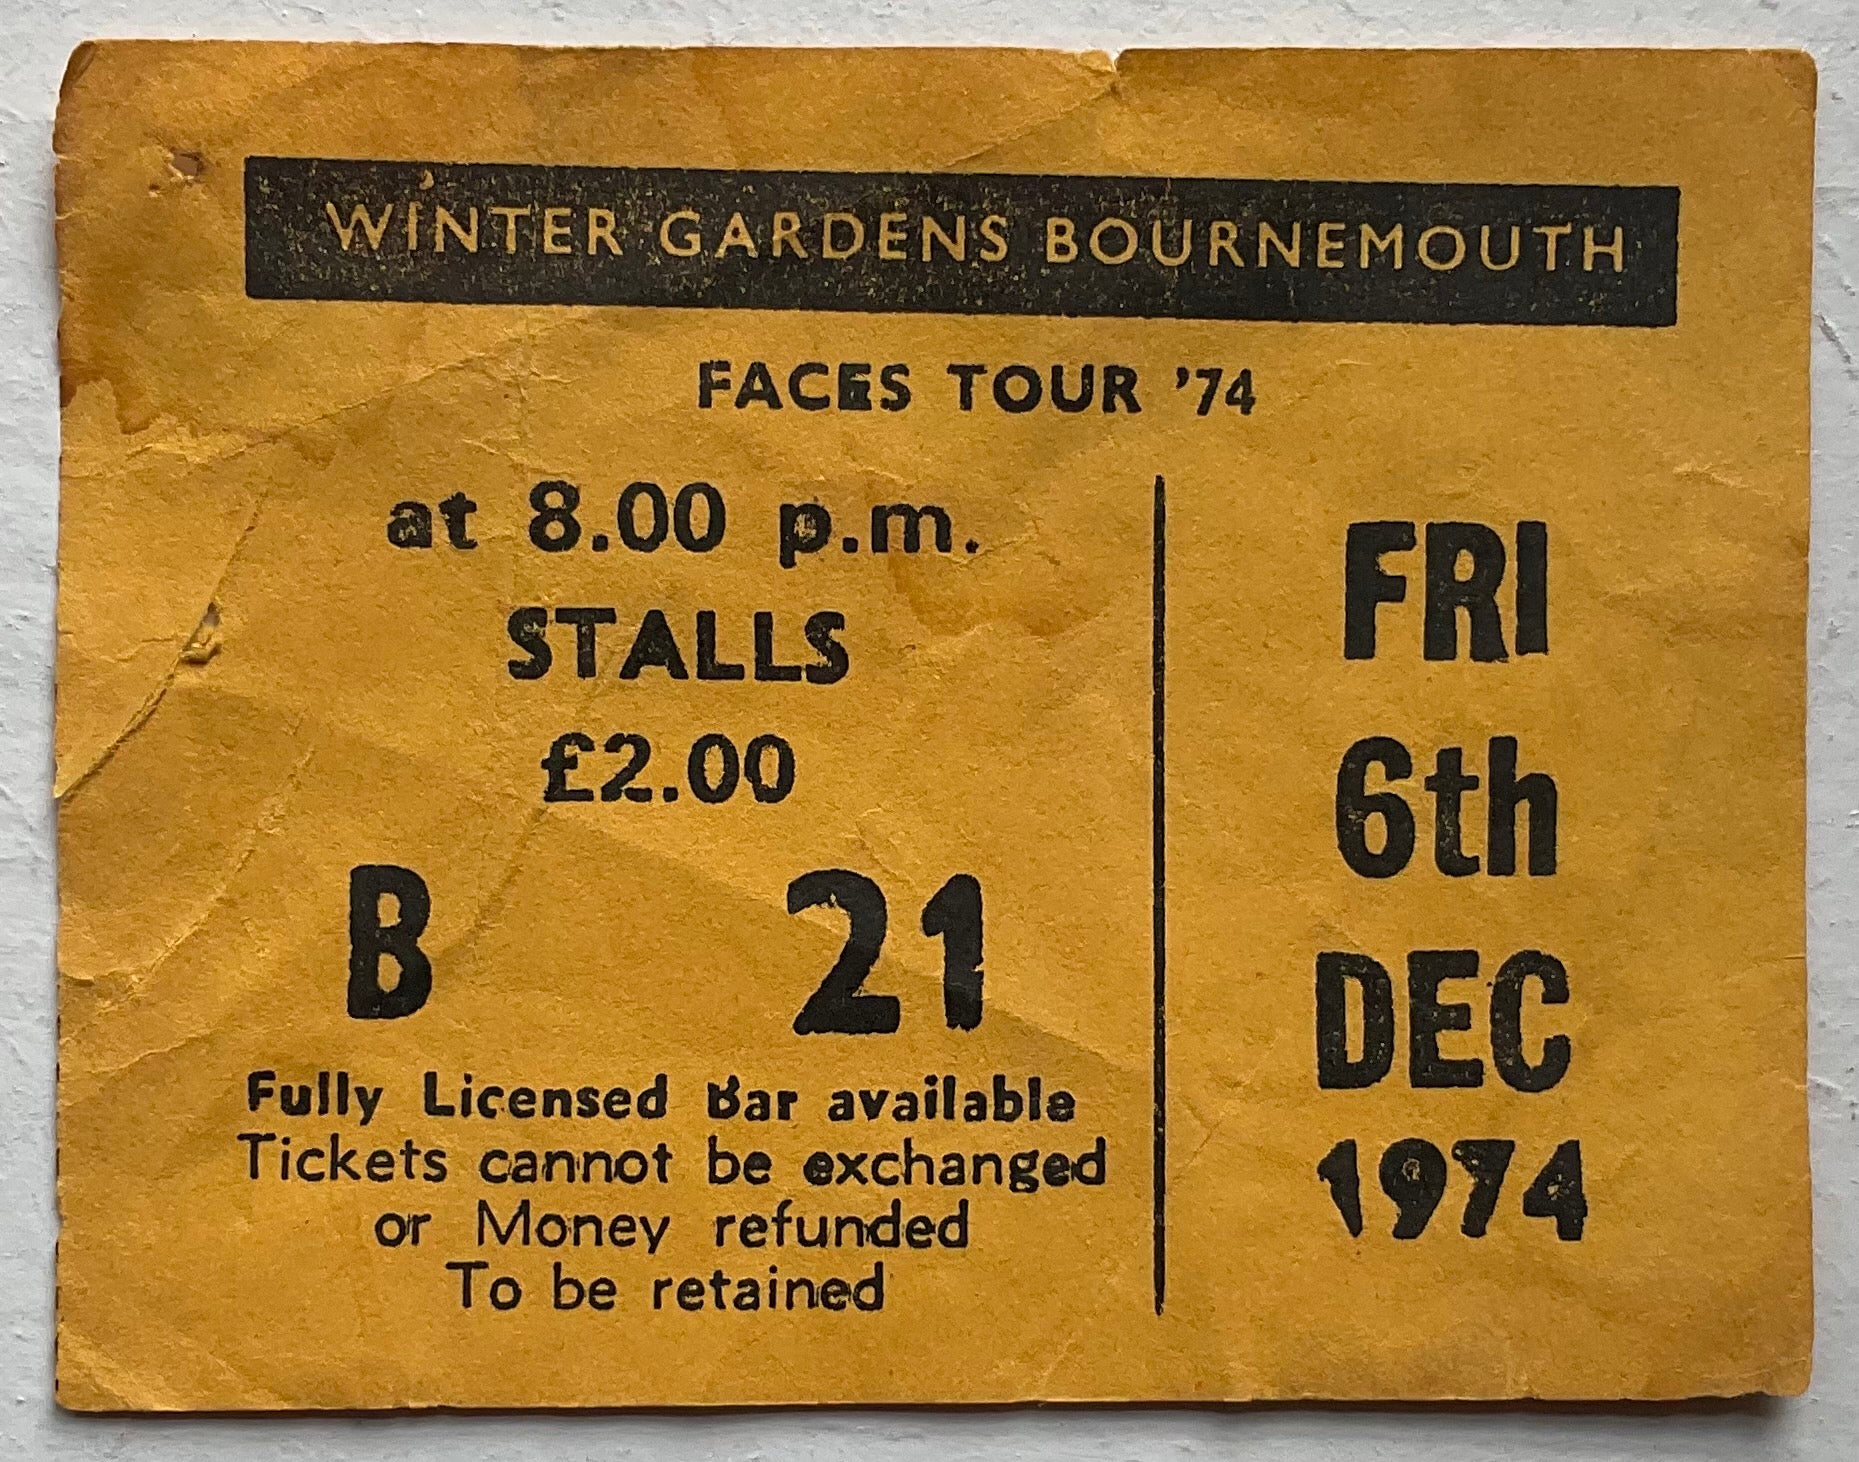 WINTER GARDENS BOURNEMOUTH
FACES TOUR '74
at 8.00 p.m.
STALLS
£2.00
B 21
Fully Licensed Bar available
Tickets cannot be exchanged
or Money refunded
To be retained
FRI
6th
DEC
1974